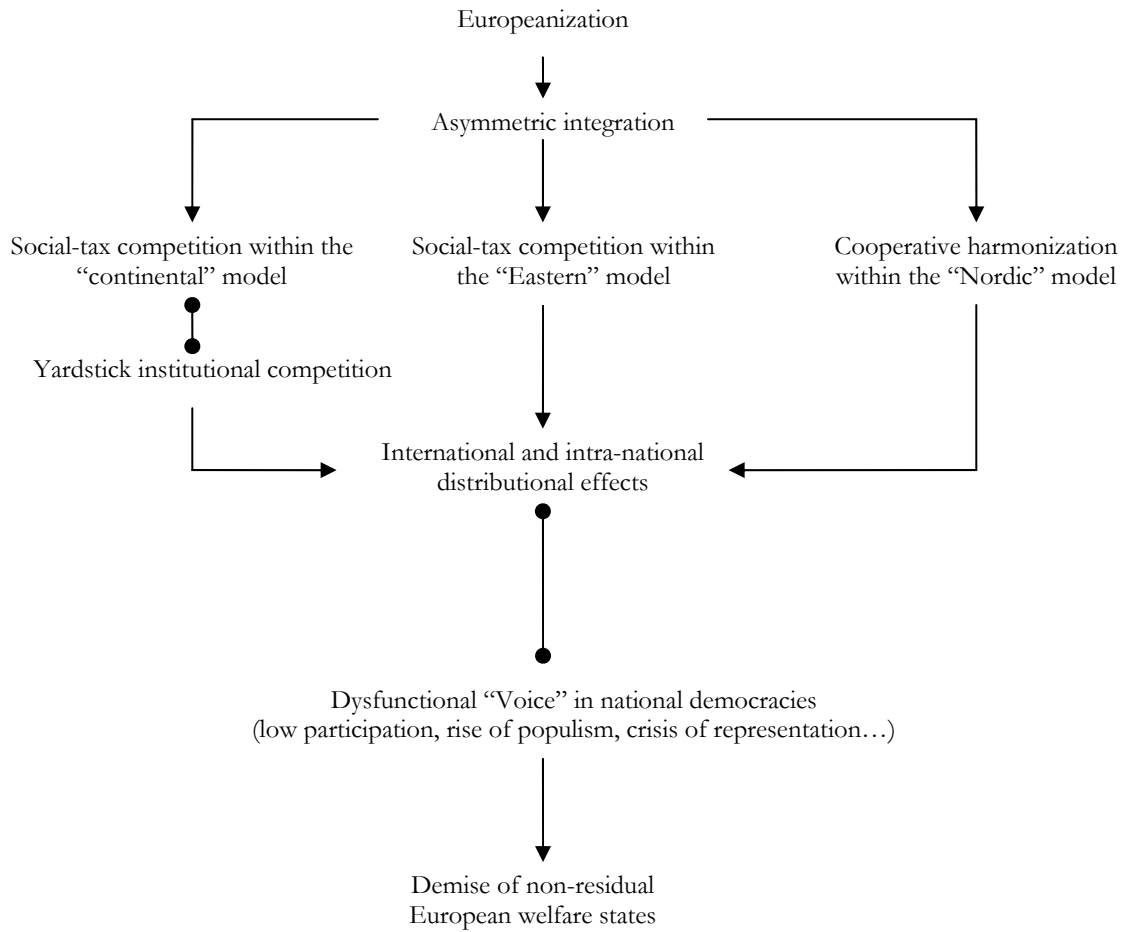 Europeanization
Asymmetric integration
Social-tax competition within the
“continental” model
Social-tax competition within
the “Eastern” model
Cooperative harmonization
within the “Nordic” model
Yardstick institutional competition
International and intra-national
distributional effects
Dysfunctional “Voice” in national democracies
(low participation, rise of populism, crisis of representation…)
Demise of non-residual
European welfare states